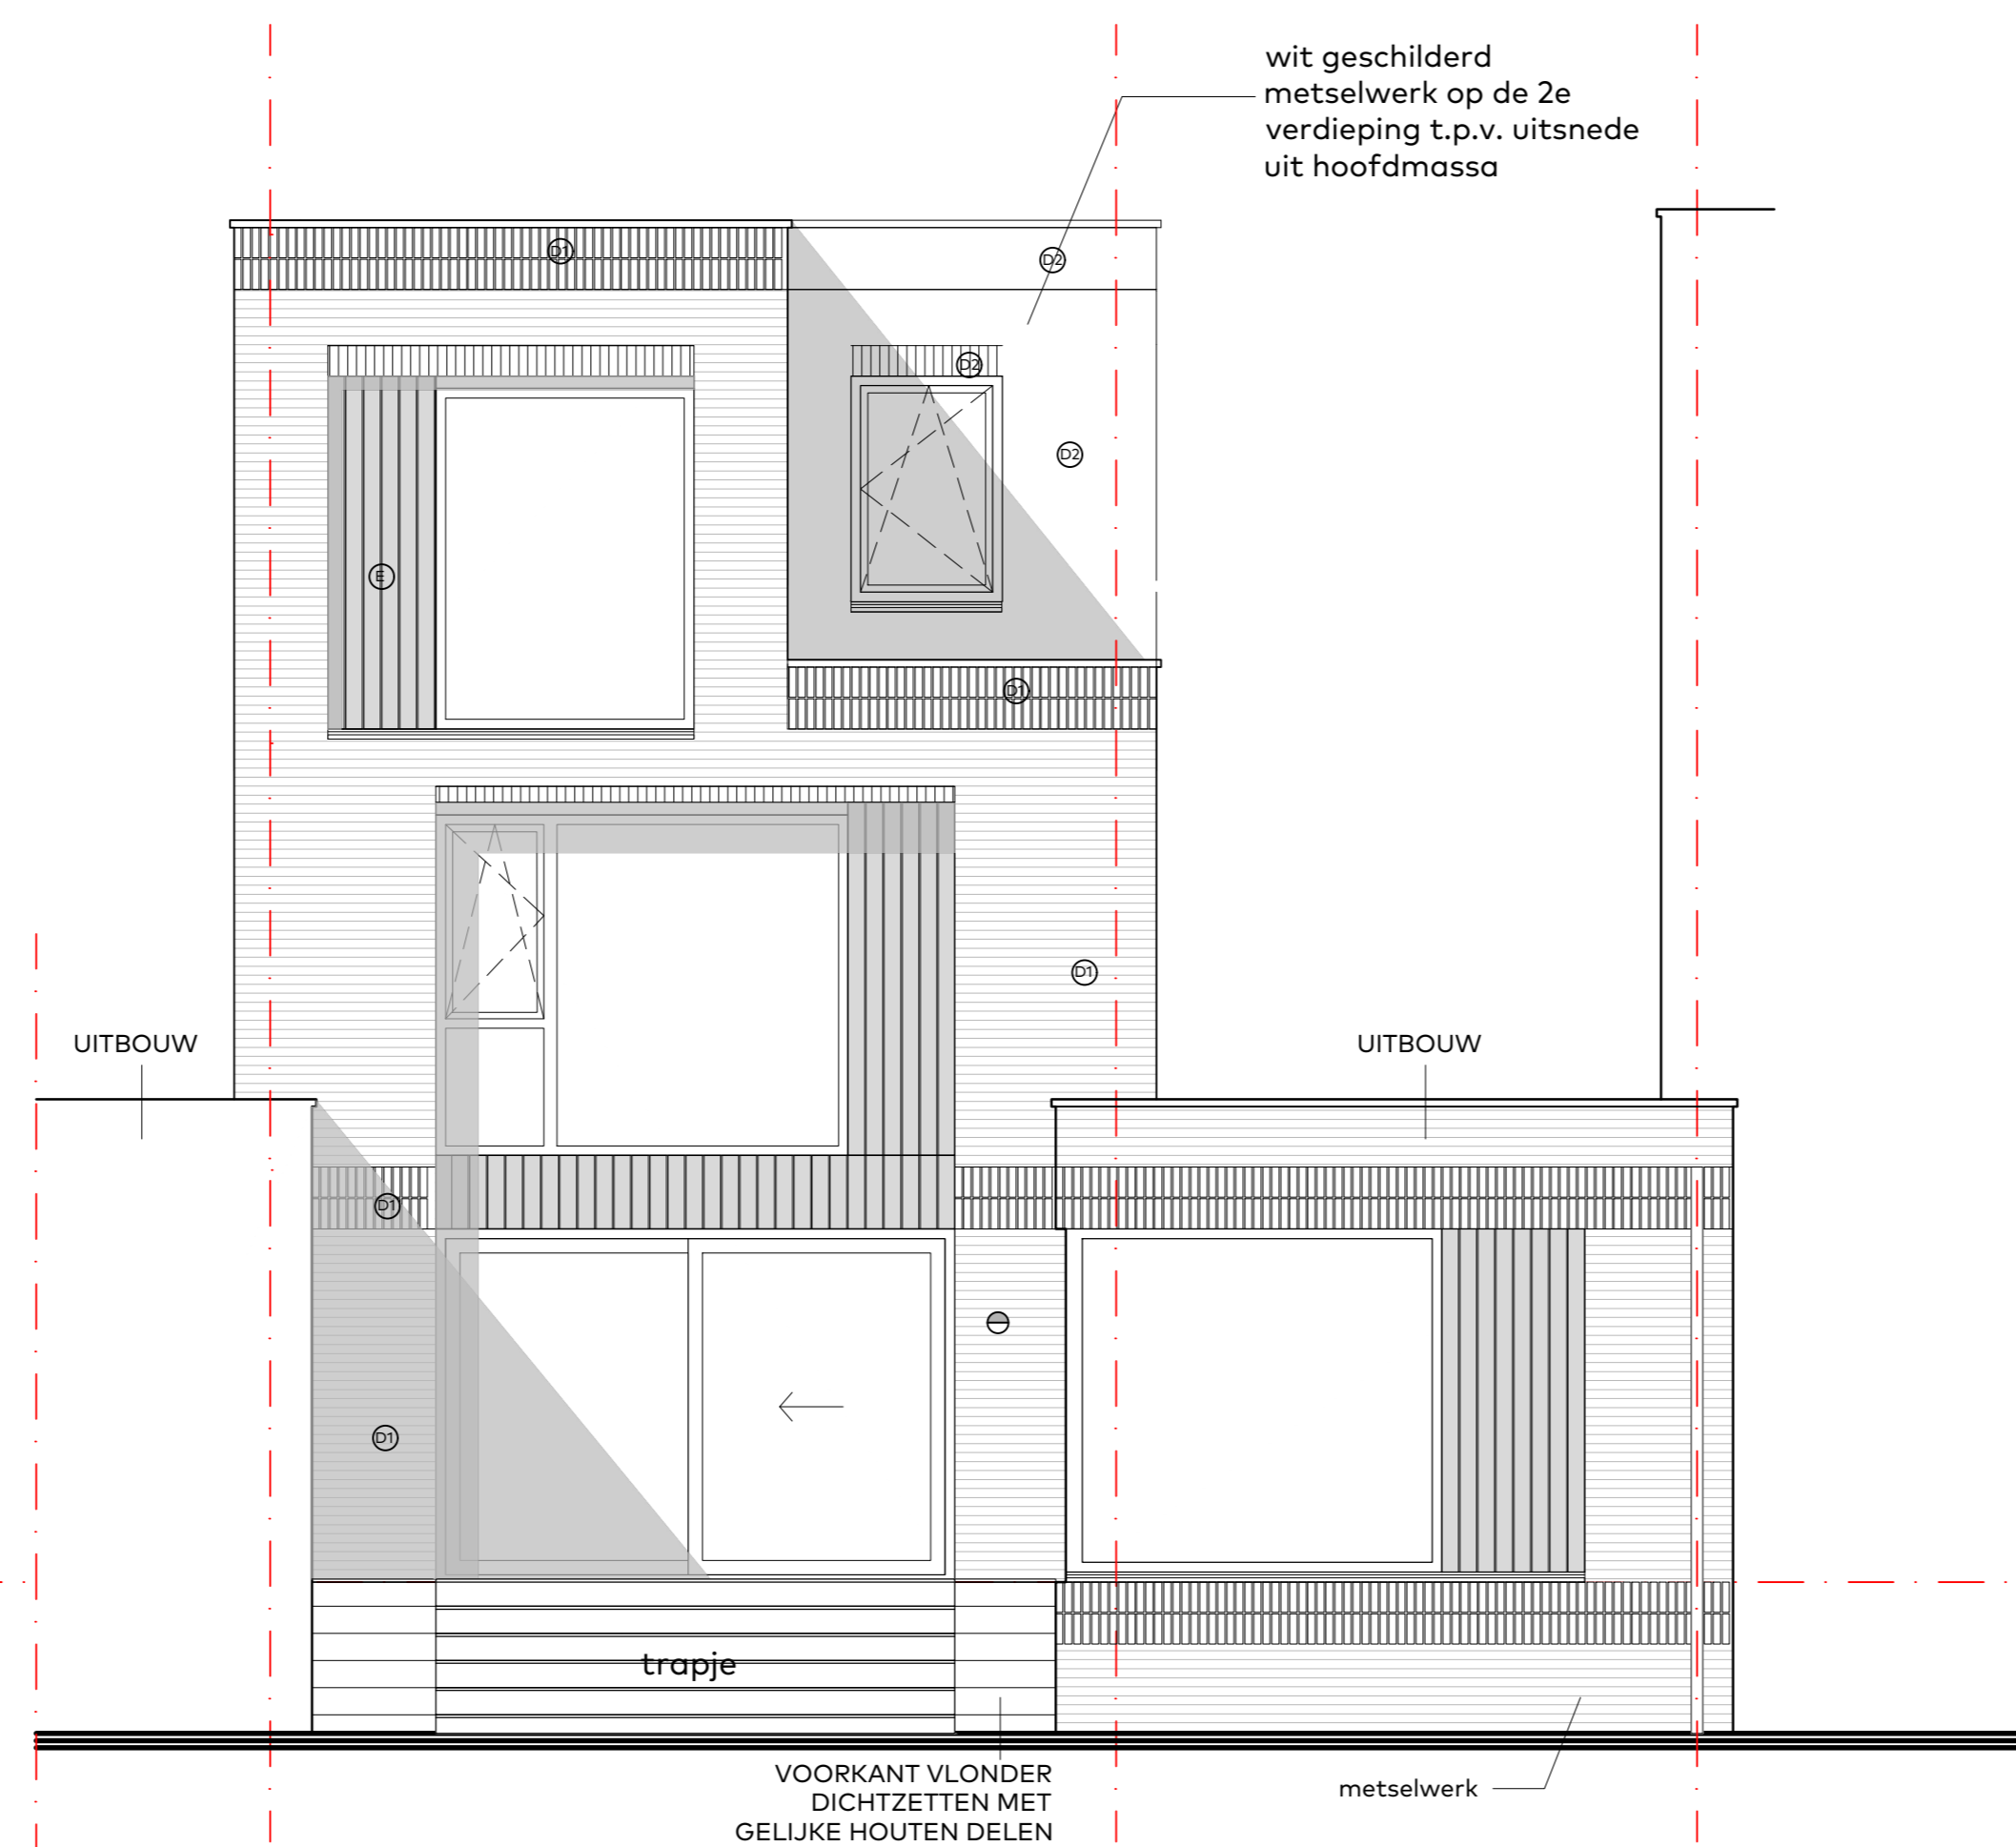 wit geschilderd
metselwerk op de 2e
verdieping t.p.v. uitsnede
uit hoofdmassa
D1
D2
D2
D2
E
D1
D1
UITBOUW
UITBOUW
D1
D1
trapje
VOORKANT VLONDER
DICHTZETTEN MET
GELIJKE HOUTEN DELEN
metselwerk